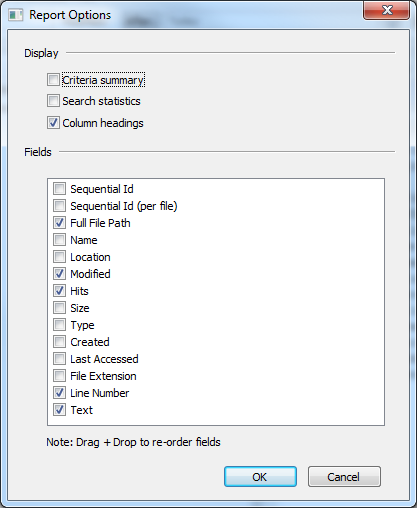 Report Options
Display
Criteria summary
Search statistics
Column headings
Fields
Sequential Id
Sequential Id (per file)
Full File Path
Name
Location
Modified
Hits
Size
Type
Created
Last Accessed
File Extension
Line Number
Text
Note: Drag + Drop to re-order fields
OK Cancel